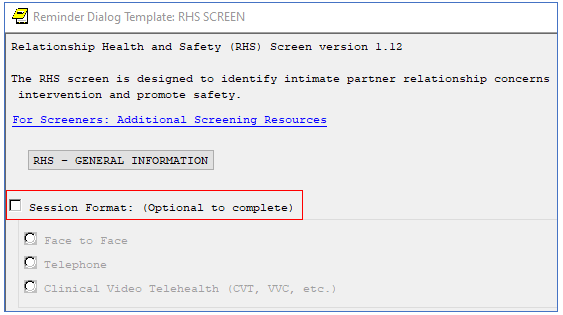 Reminder Dialog Template: RHS SCREEN
Relationship Health and Safety (RHS) Screen version 1.12
The RHS screen is designed to identify intimate partner relationship concerns
intervention and promote safety.
For Screeners: Additional Screening Resources
RHS - GENERAL INFORMATION
Session Format: (Optional to complete)
Face to Face
Telephone
Clinical Video Telehealth (CVT, VVC, etc.)